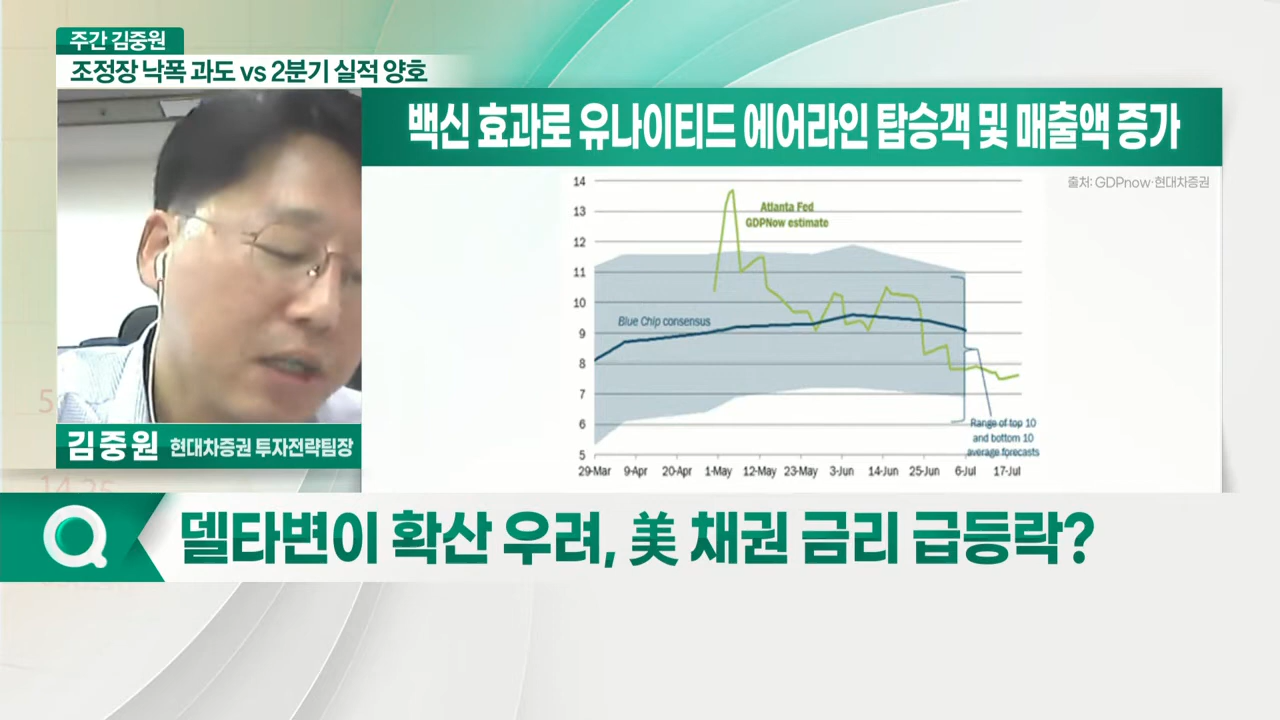 주간 김중원
조정장 낙폭 과도 vs 2분기 실적 양호
백신 효과로 유나이티드 에어라인 탑승객 및 매출액 증가
출처: GDPnow·현대차증권
14
13
12
11
10
9
8
7
6
5
Atlanta Fed
GDPNow estimate
Blue Chip consensus
Range of top 10
and bottom 10
average forecasts
29-Mar 9-Apr 20-Apr 1-May 12-May 23-May 3-Jun 14-Jun 25-Jun 6-Jul 17-Jul
김중원 현대차증권 투자전략팀장
델타변이 확산 우려, 美 채권 금리 급등락?